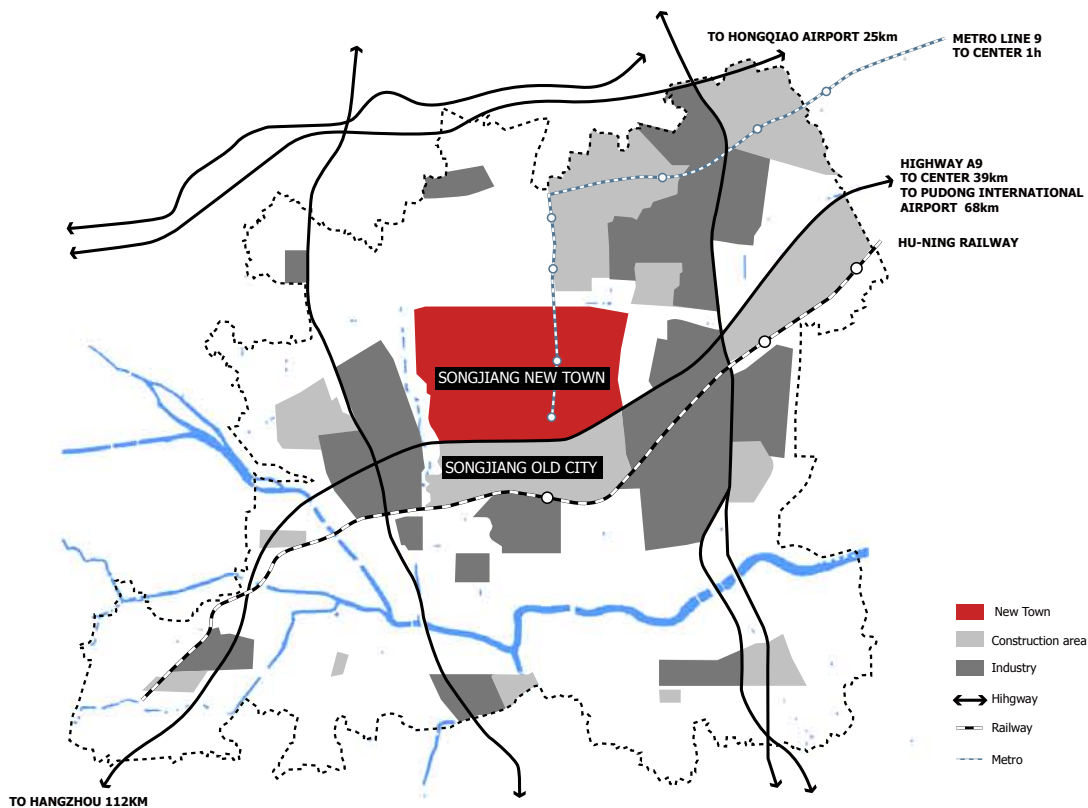 TO HONGQIAO AIRPORT 25km
METRO LINE 9
TO CENTER 1h
HIGHWAY A9
TO CENTER 39km
TO PUDONG INTERNATIONAL
AIRPORT 68km
HU-NING RAILWAY
SONGJIANG NEW TOWN
SONGJIANG OLD CITY
New Town
Construction area
Industry
Hihgway
Railway
Metro
TO HANGZHOU 112KM